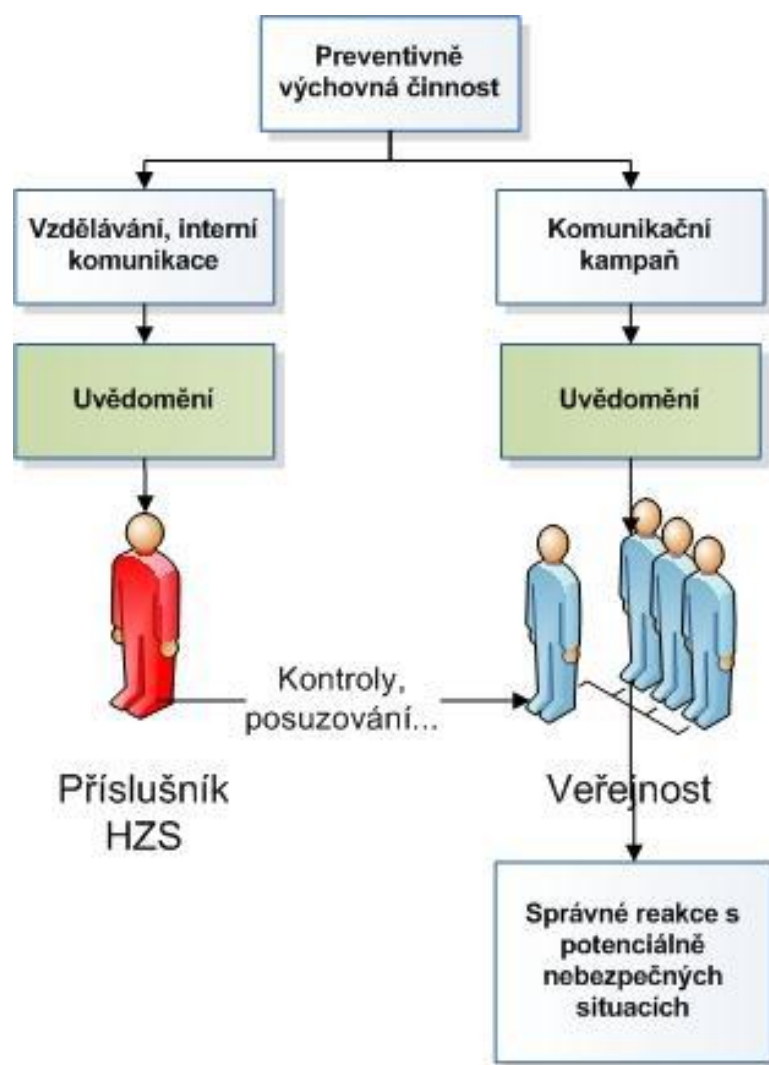 Preventivně
výchovná činnost
Vzdělávání, interní
komunikace
Komunikační
kampaň
Uvědomění
Uvědomění
Kontroly,
posuzování...
Příslušník
HZS
Veřejnost
Správné reakce s
potenciálně
nebezpečných
situacích